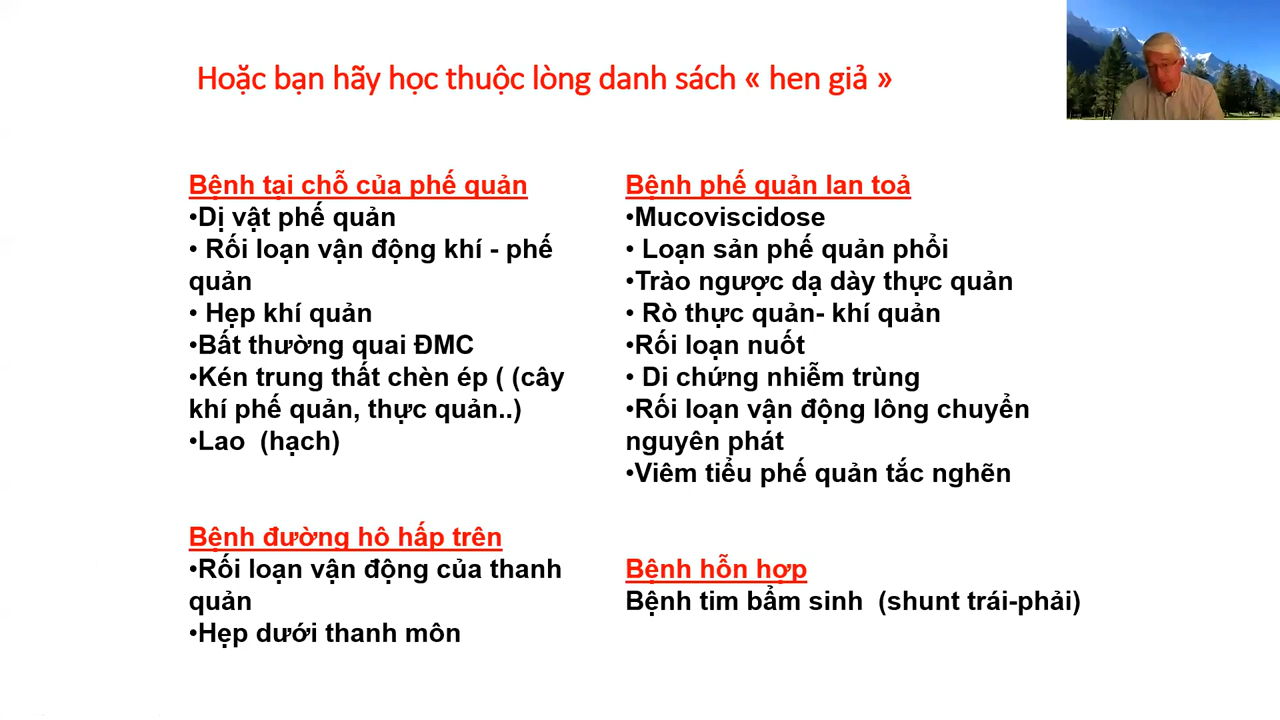 Hoặc bạn hãy học thuộc lòng danh sách « hen giả »
Bệnh tại chỗ của phế quản
•Dị vật phế quản
• Rối loạn vận động khí - phế
quản
• Hẹp khí quản
•Bất thường quai ĐMC
•Kén trung thất chèn ép ( (cây
khí phế quản, thực quản..)
•Lao (hạch)
Bệnh đường hô hấp trên
•Rối loạn vận động của thanh
quản
•Hẹp dưới thanh môn
Bệnh phế quản lan toả
•Mucoviscidose
• Loạn sản phế quản phổi
•Trào ngược dạ dày thực quản
• Rò thực quản- khí quản
•Rối loạn nuốt
• Di chứng nhiễm trùng
•Rối loạn vận động lông chuyển
nguyên phát
•Viêm tiểu phế quản tắc nghẽn
Bệnh hỗn hợp
Bệnh tim bẩm sinh (shunt trái-phải)